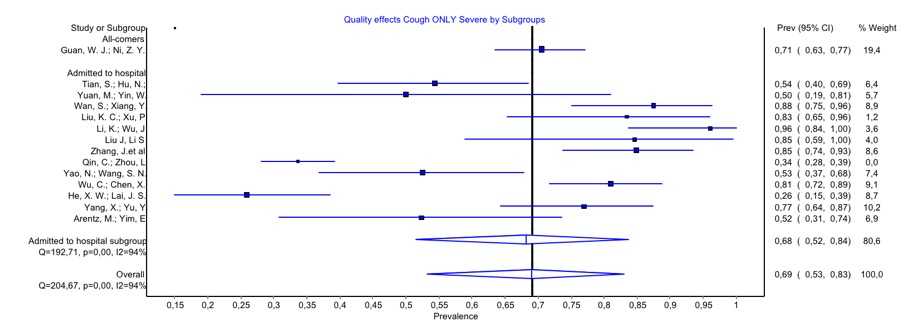 Quality effects Cough ONLY Severe by Subgroups
Study or Subgroup Prev (95% CI) % Weight
All-comers
Guan, W. J.; Ni, Z. Y. 0,71 ( 0,63, 0,77) 19,4
Admitted to hospital
Tian, S.; Hu, N.; 0,54 ( 0,40, 0,69) 6,4
Yuan, M.; Yin, W. 0,50 ( 0,19, 0,81) 5,7
Wan, S.; Xiang, Y. 0,88 ( 0,75, 0,96) 8,9
Liu, K. C.; Xu, P 0,83 ( 0,65, 0,96) 1,2
Li, K.; Wu, J 0,96 ( 0,84, 1,00) 3,6
Liu J, Li S 0,85 ( 0,59, 1,00) 4,0
Zhang, J.et al 0,85 ( 0,74, 0,93) 8,6
Qin, C.; Zhou, L 0,34 ( 0,28, 0,39) 0,0
Yao, N.; Wang, S. N. 0,53 ( 0,37, 0,68) 7,4
Wu, C.; Chen, X. 0,81 ( 0,72, 0,89) 9,1
He, X. W.; Lai, J. S. 0,26 ( 0,15, 0,39) 8,7
Yang, X.; Yu, Y. 0,77 ( 0,64, 0,87) 10,2
Arentz, M.; Yim, E 0,52 ( 0,31, 0,74) 6,9
Admitted to hospital subgroup 0,68 ( 0,52, 0,84) 80,6
Q=192,71, p=0,00, I2=94%
Overall 0,69 ( 0,53, 0,83) 100,0
Q=204,67, p=0,00, I2=94%
0,15 0,2 0,25 0,3 0,35 0,4 0,45 0,5 0,55 0,6 0,65 0,7 0,75 0,8 0,85 0,9 0,95 1
Prevalence